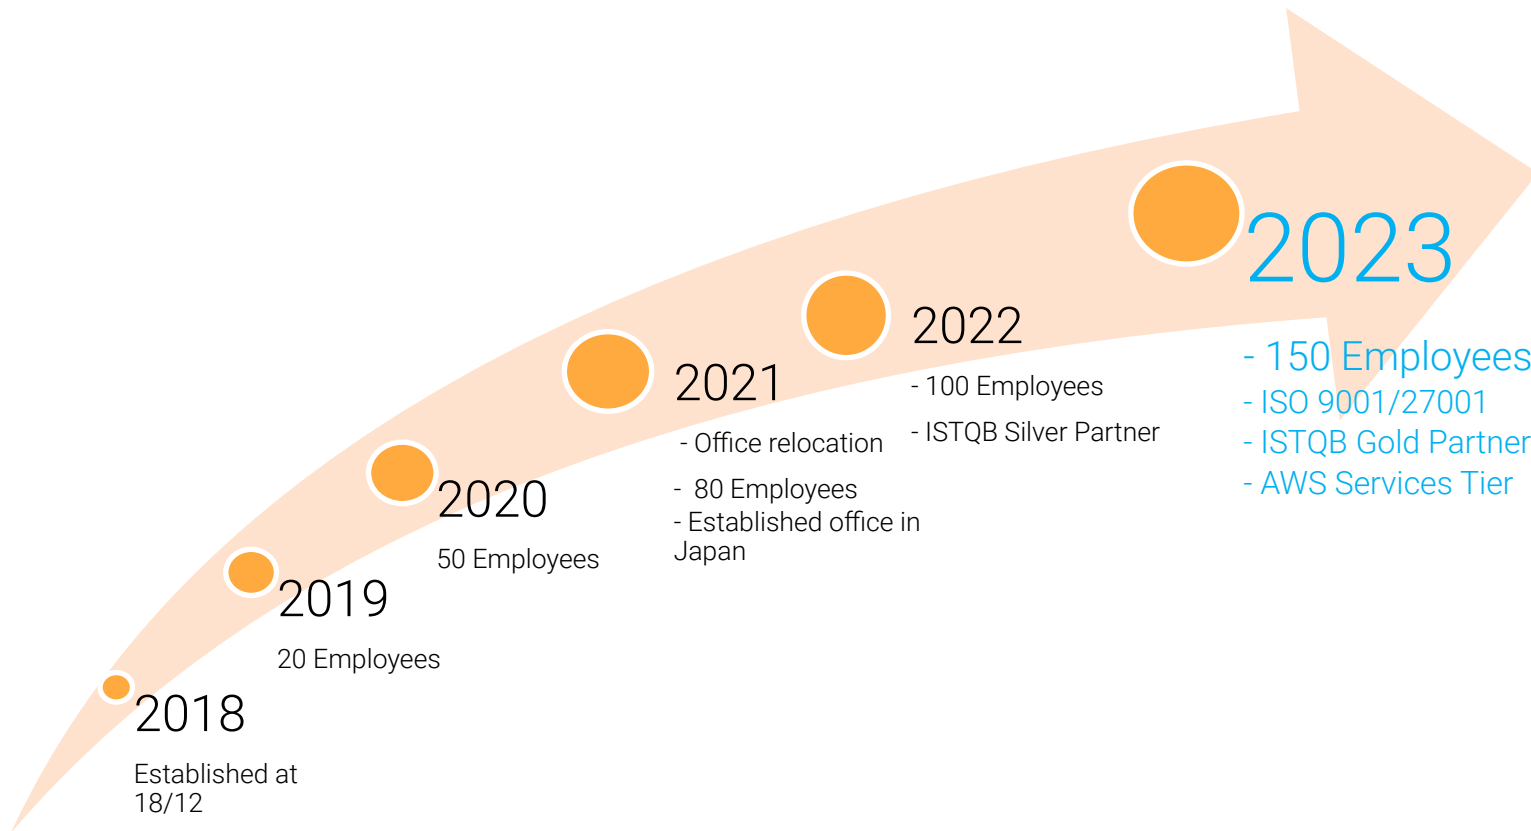 2018
Established at
18/12
2019
20 Employees
2020
50 Employees
2021
- Office relocation
- 80 Employees
- Established office in
Japan
2022
- 100 Employees
- ISTQB Silver Partner
2023
- 150 Employees
- ISO 9001/27001
- ISTQB Gold Partner
- AWS Services Tier